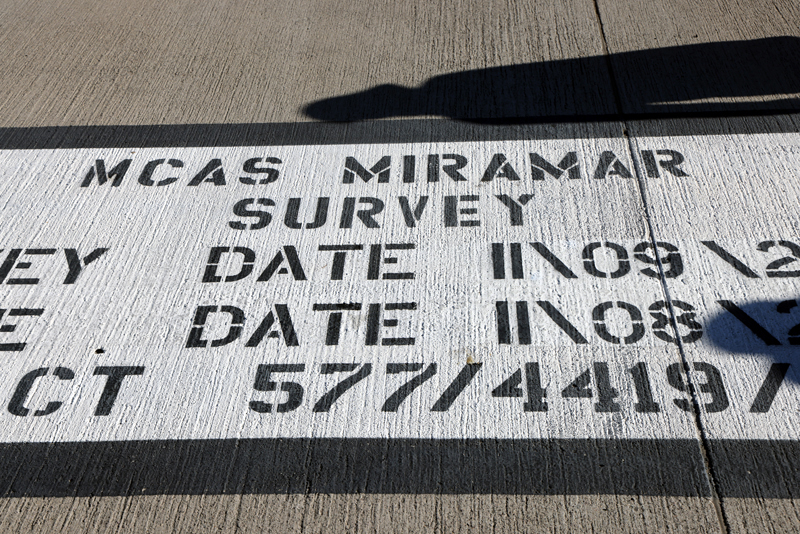 MCAS MIRAMAR
SURVEY
EY DATE 11\09\2
E DATE 11\08\2
CT 577/4419/